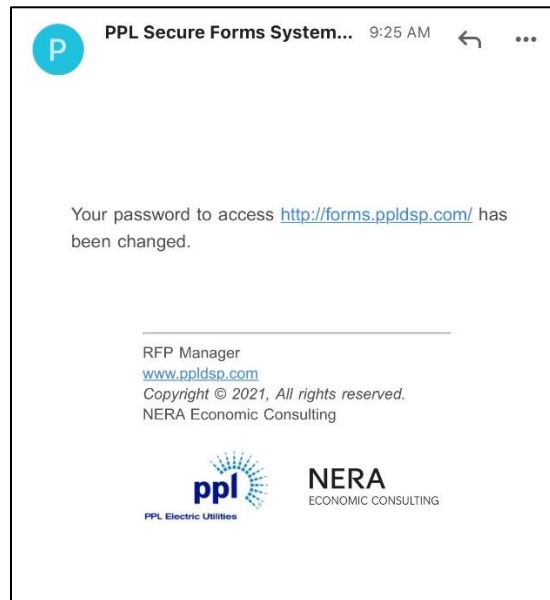 P
PPL Secure Forms System... 9:25 AM
Your password to access http://forms.ppldsp.com/ has
been changed.
RFP Manager
www.ppldsp.com
Copyright © 2021, All rights reserved.
NERA Economic Consulting
ppl
PPL Electric Utilities
NERA
ECONOMIC CONSULTING